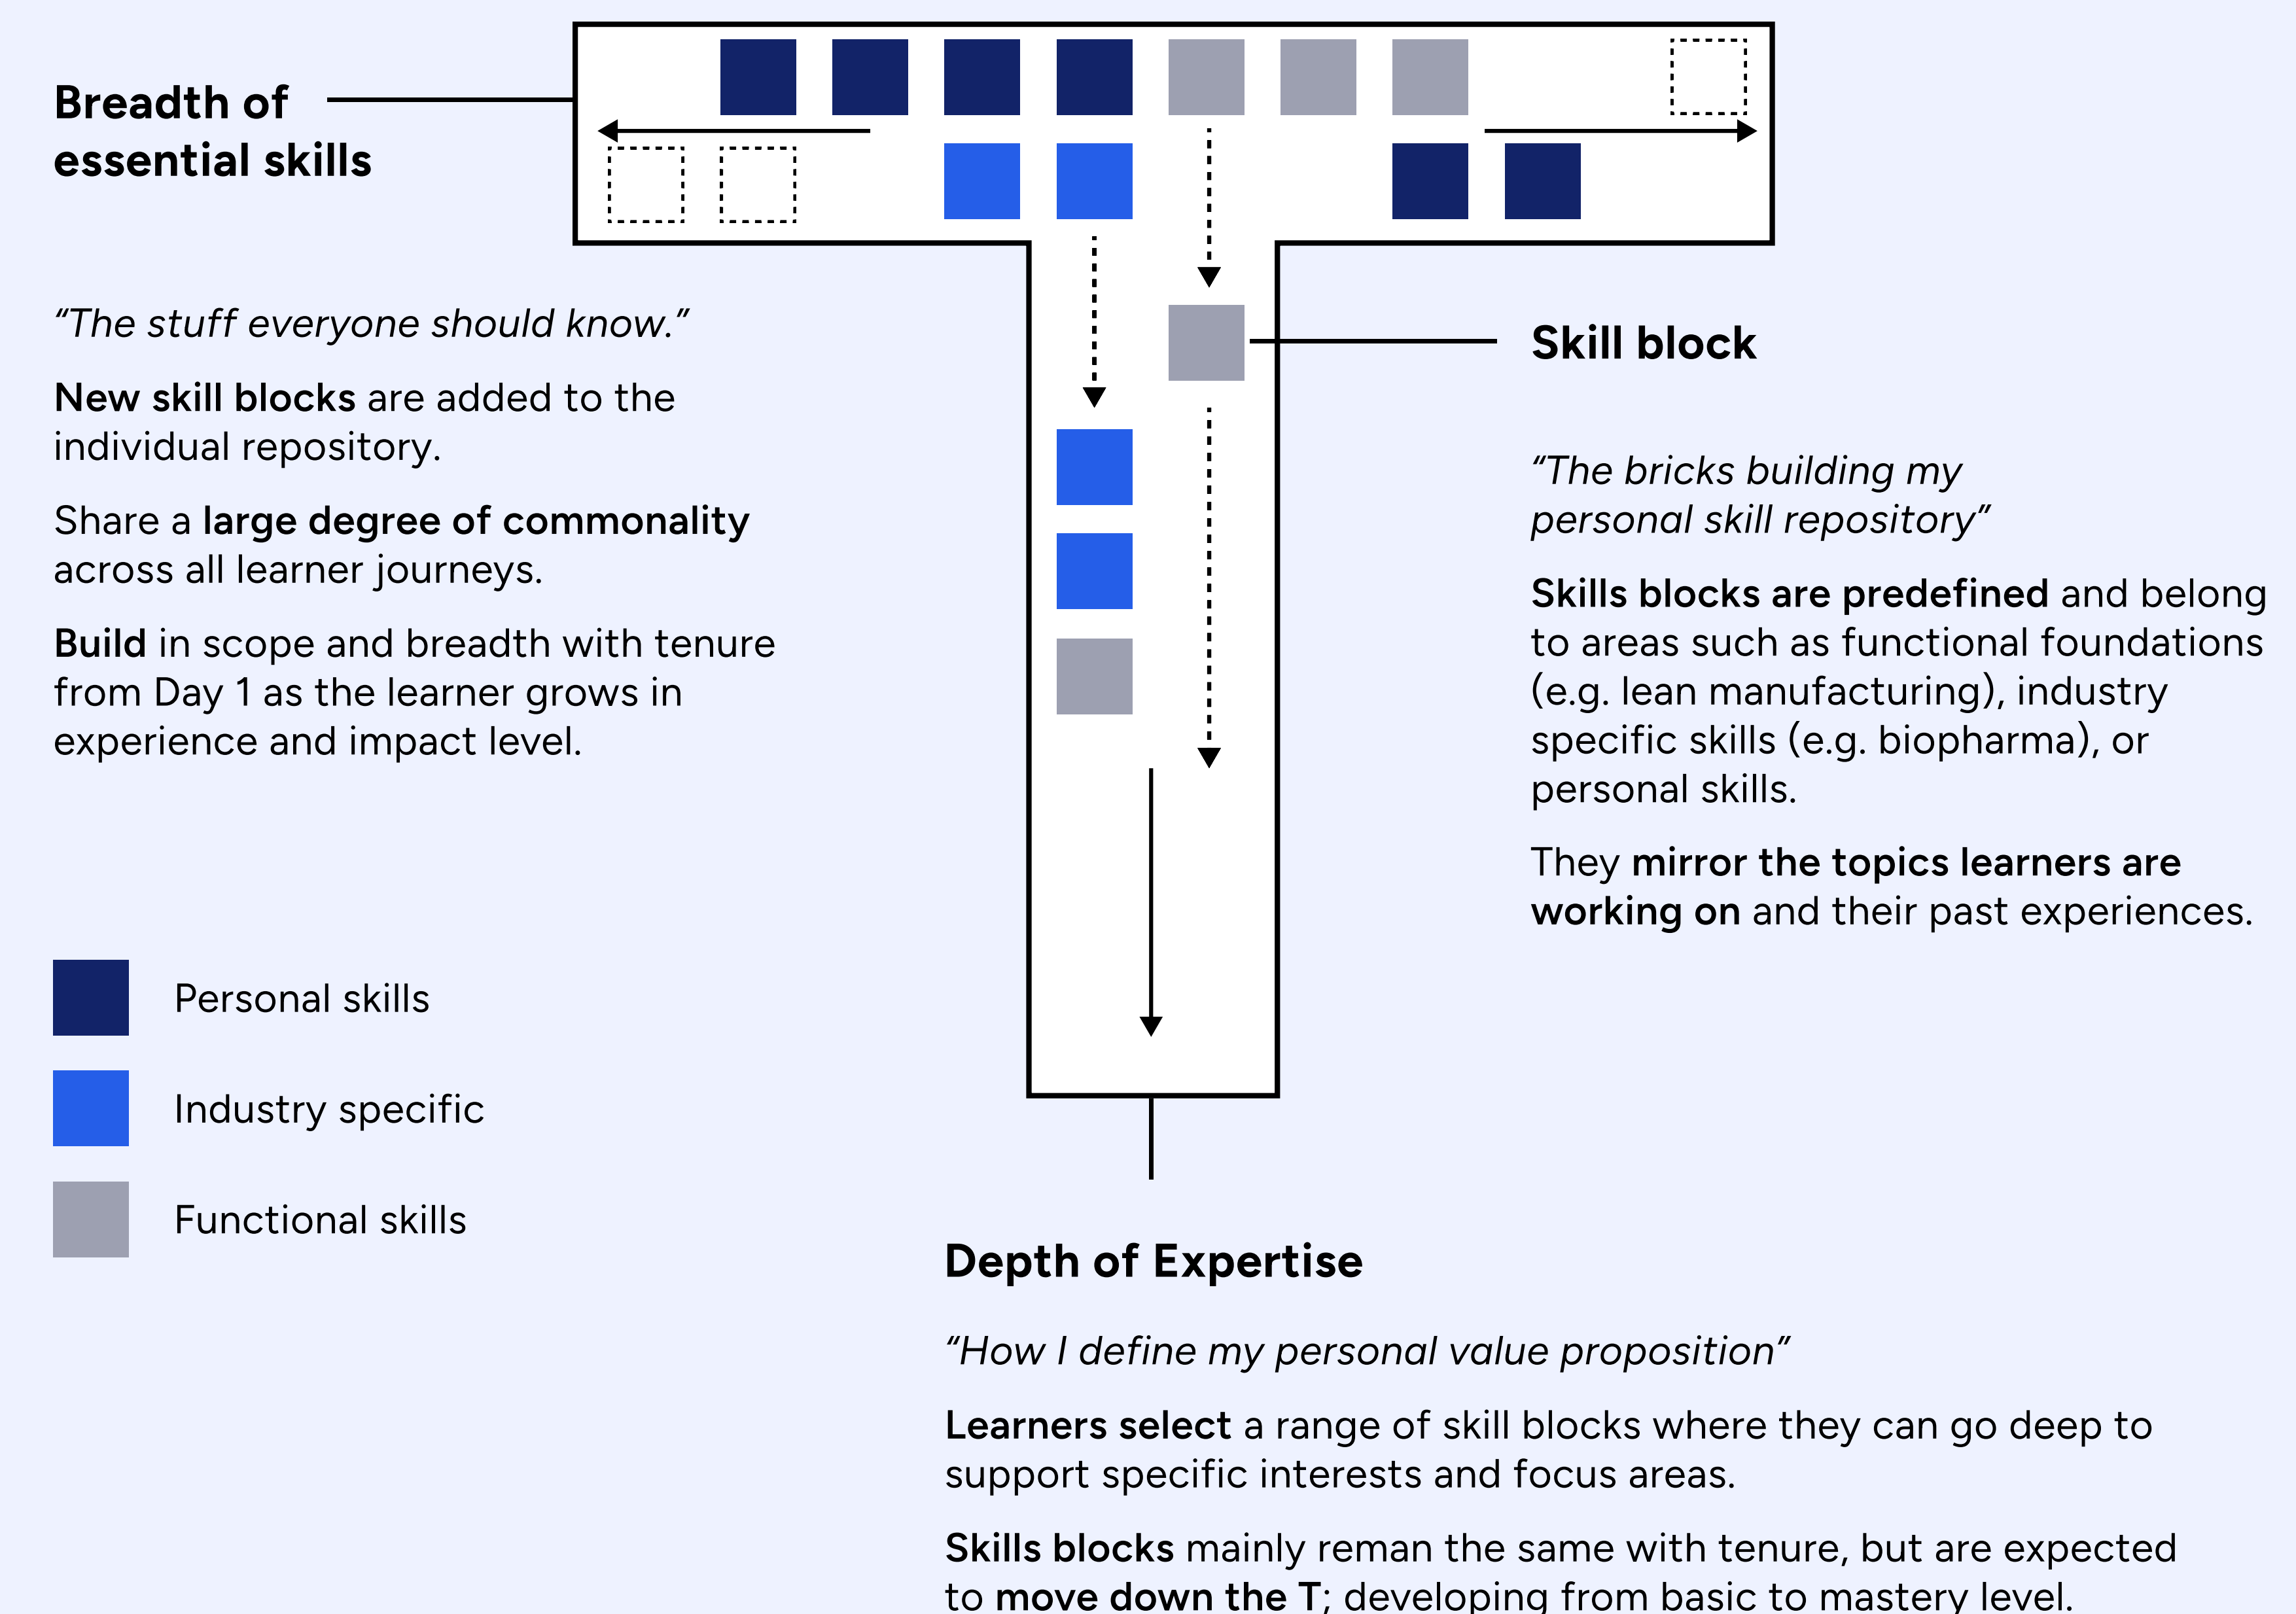 Breadth of
essential skills
“The stuff everyone should know.”
New skill blocks are added to the
individual repository.
Share a large degree of commonality
across all learner journeys.
Build in scope and breadth with tenure
from Day 1 as the learner grows in
experience and impact level.
Skill block
“The bricks building my
personal skill repository”
Skills blocks are predefined and belong
to areas such as functional foundations
(e.g. lean manufacturing), industry
specific skills (e.g. biopharma), or
personal skills.
They mirror the topics learners are
working on and their past experiences.
Personal skills
Industry specific
Functional skills
Depth of Expertise
“How I define my personal value proposition”
Learners select a range of skill blocks where they can go deep to
support specific interests and focus areas.
Skills blocks mainly reman the same with tenure, but are expected
to move down the T; developing from basic to mastery level.